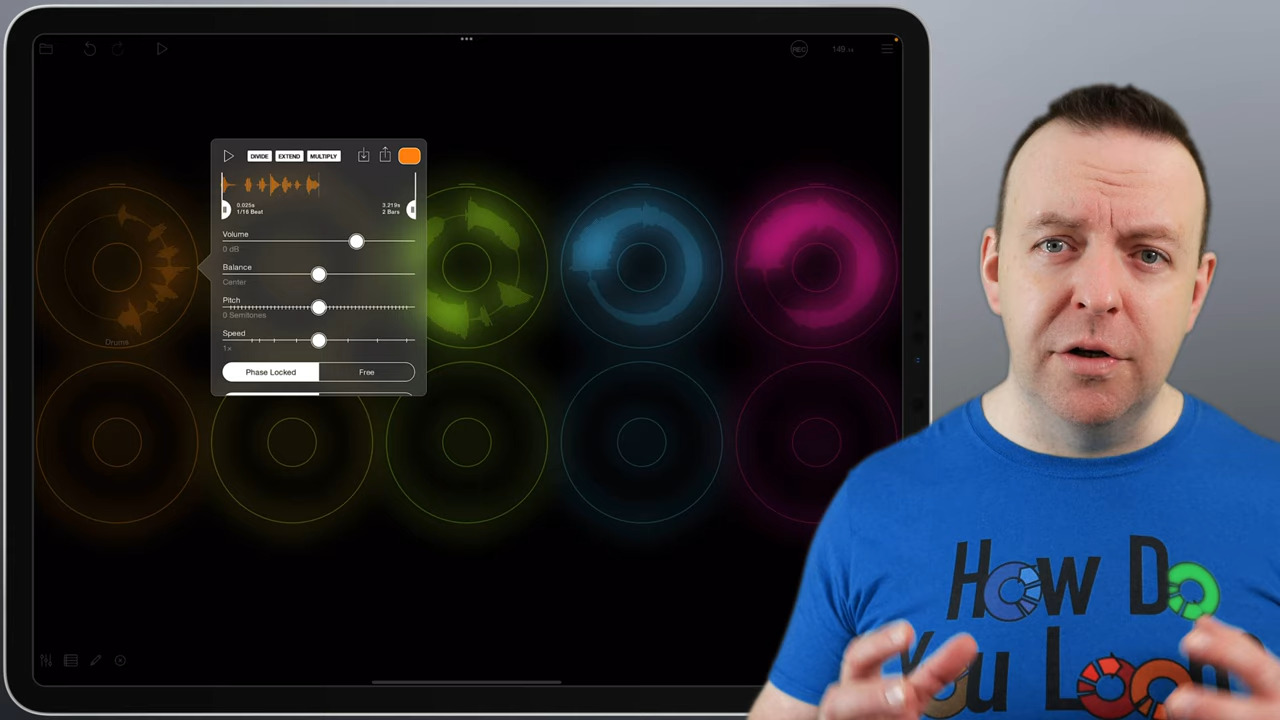 REC
DIVIDE EXTEND MULTIPLY
0.025s
1/16 Beat
3.219s
2 Bars
Volume
0 dB
Balance
Center
Pitch
0 Semitones
Speed
1x
Phase Locked Free
Drums
How Do
You Loop